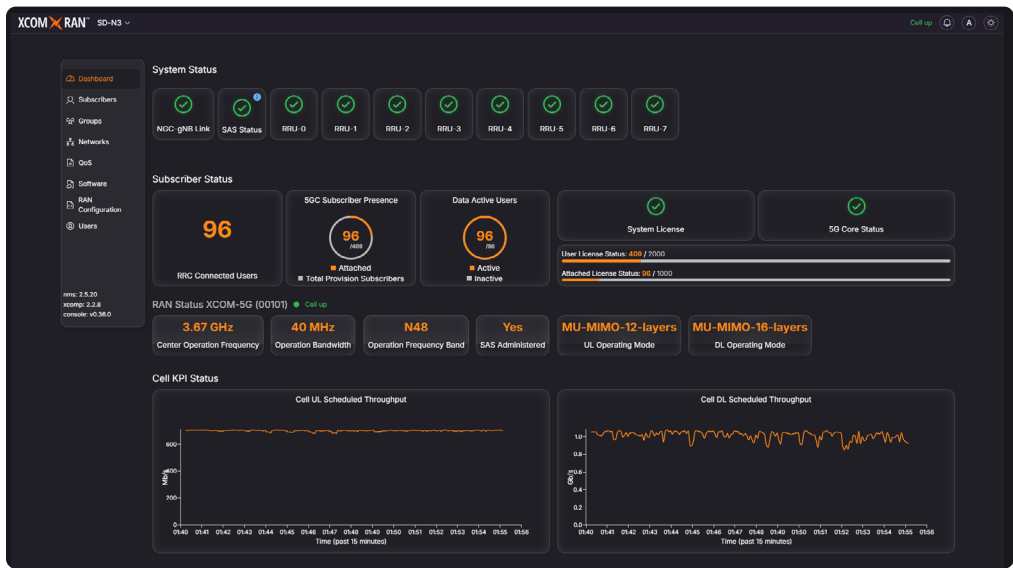 XCOM RAN™ SD-N3
Cell up
A
Dashboard
Subscribers
Groups
Networks
QoS
Software
RAN
Configuration
Users
nms: 2.5.20
xcomp: 2.2.8
console: v0.36.0
System Status
NGC-gNB Link
SAS Status
RRU-0
RRU-1
RRU-2
RRU-3
RRU-4
RRU-5
RRU-6
RRU-7
Subscriber Status
96
RRC Connected Users
5GC Subscriber Presence
96
/409
Attached
Total Provision Subscribers
Data Active Users
96
/96
Active
Inactive
System License
5G Core Status
User License Status: 409 / 2000
Attached License Status: 96 / 1000
RAN Status XCOM-5G (00101) Cell up
3.67 GHz
Center Operation Frequency
40 MHz
Operation Bandwidth
N48
Operation Frequency Band
Yes
SAS Administered
MU-MIMO-12-layers
UL Operating Mode
MU-MIMO-16-layers
DL Operating Mode
Cell KPI Status
Cell UL Scheduled Throughput
600
400
200
0
Mb/s
01:40 01:41 01:42 01:43 01:44 01:45 01:46 01:47 01:48 01:49 01:50 01:51 01:52 01:53 01:54 01:55 01:56
Time (past 15 minutes)
Cell DL Scheduled Throughput
1.0
0.8
0.6
0.4
0.2
0.0
Gb/s
01:40 01:41 01:42 01:43 01:44 01:45 01:46 01:47 01:48 01:49 01:50 01:51 01:52 01:53 01:54 01:55 01:56
Time (past 15 minutes)